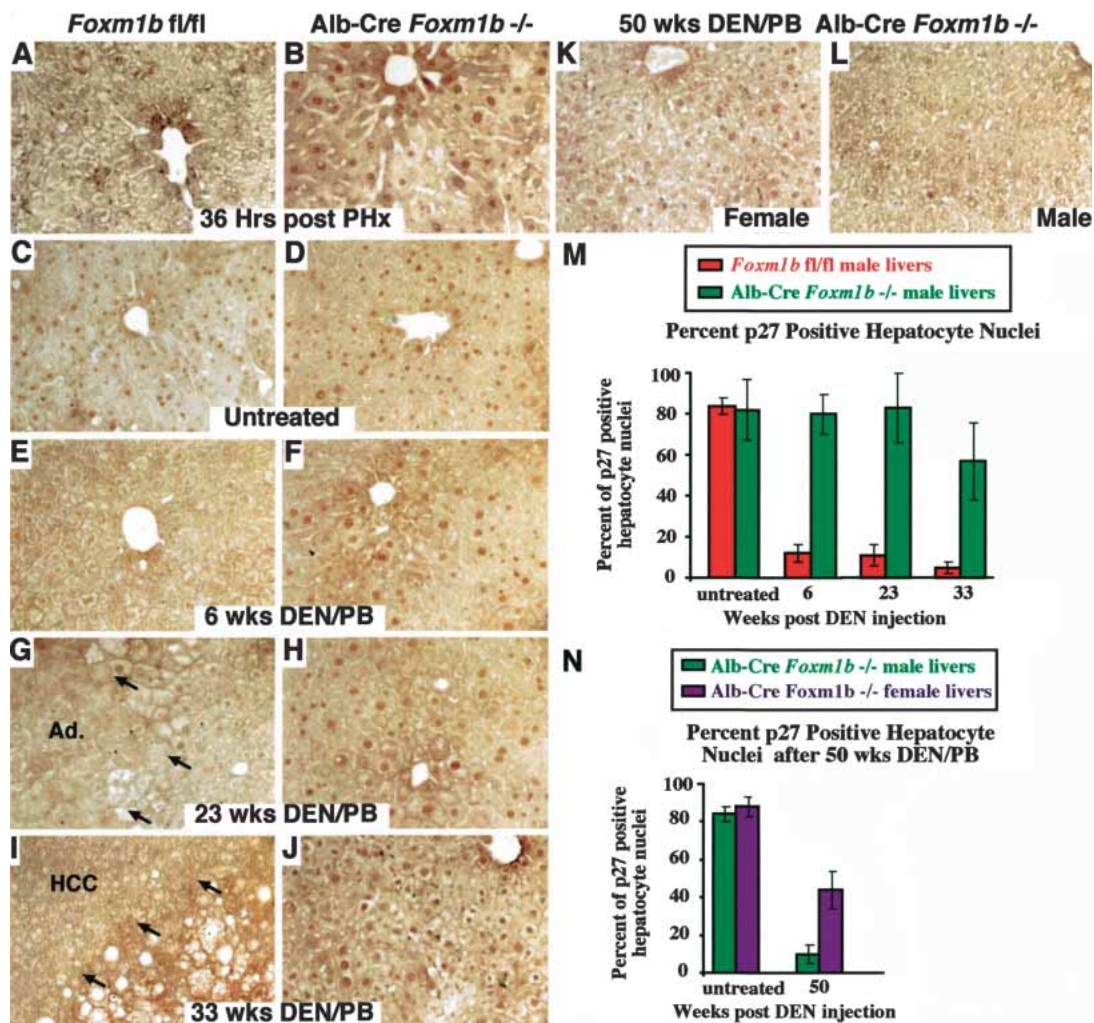 Foxm1b fl/fl
Alb-Cre Foxm1b -/-
50 wks DEN/PB
Alb-Cre Foxm1b -/-
A
B
36 Hrs post PHx
K
L
Female
Male
C
D
Untreated
E
F
6 wks DEN/PB
G
H
Ad.
23 wks DEN/PB
I
J
HCC
33 wks DEN/PB
M
Foxm1b fl/fl male livers
Alb-Cre Foxm1b -/- male livers
Percent p27 Positive Hepatocyte Nuclei
Percent of p27 positive
hepatocyte nuclei
100
80
60
40
20
0
untreated 6 23 33
Weeks post DEN injection
N
Alb-Cre Foxm1b -/- male livers
Alb-Cre Foxm1b -/- female livers
Percent p27 Positive Hepatocyte
Nuclei after 50 wks DEN/PB
Percent of p27 positive
hepatocyte nuclei
100
80
60
40
20
0
untreated 50
Weeks post DEN injection